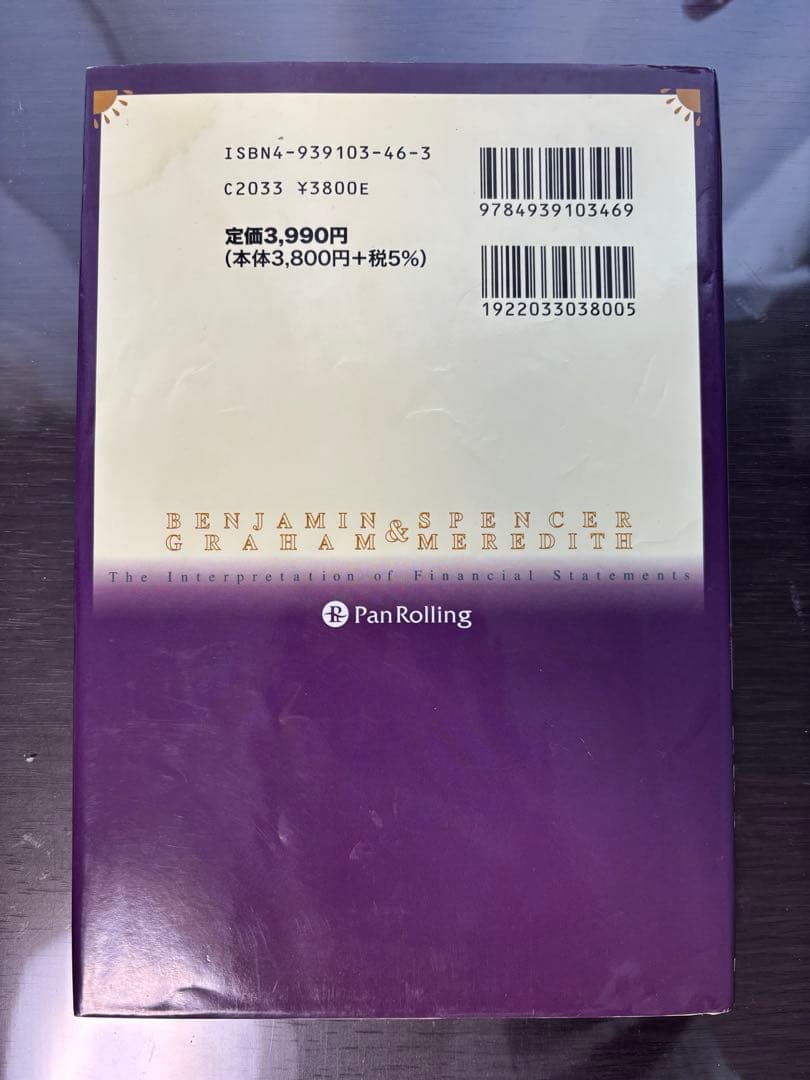 ISBN4-939103-46-3
C2033 ¥3800E
定価3,990円
(本体3,800円+税5%)
9784939103469
1922033038005
BENJAMIN & SPENCER
GRAHAM MEREDITH
The Interpretation of Financial Statements
PanRolling